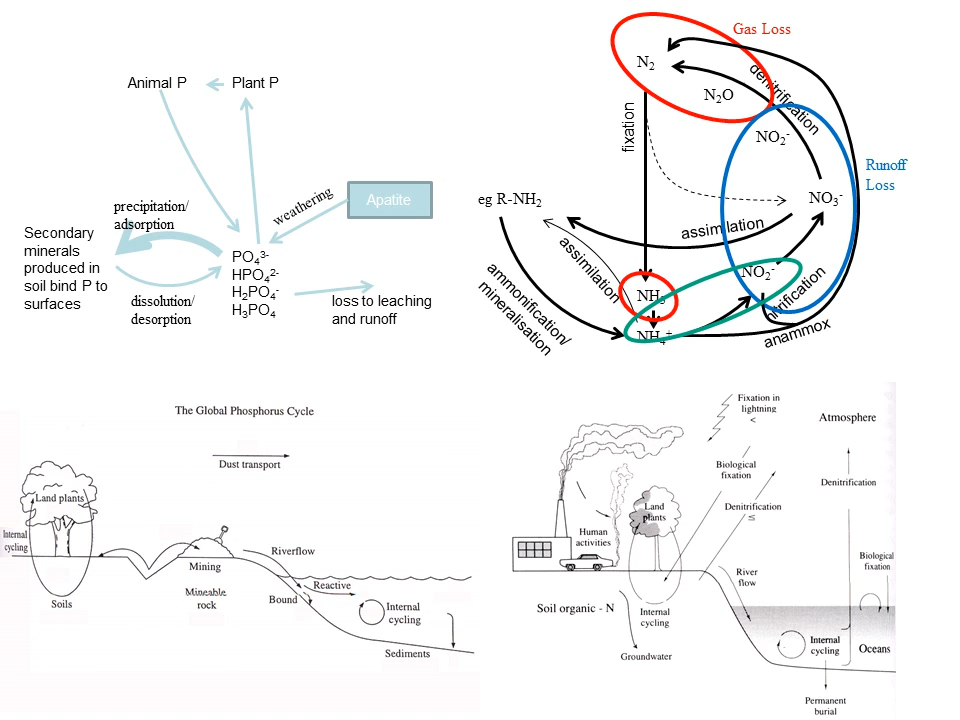 Animal P
Plant P
weathering
Apatite
precipitation/
adsorption
Secondary
minerals
produced in
soil bind P to
surfaces
PO₄³⁻
HPO₄²⁻
H₂PO₄⁻
H₃PO₄
dissolution/
desorption
loss to leaching
and runoff
Gas Loss
N₂
N₂O
denitrification
fixation
NO₂⁻
Runoff
Loss
eg R-NH₂
NO₃⁻
assimilation
assimilation
NO₂⁻
ammonification/
mineralisation
NH₃
nitrification
NH₄⁺
anammox
The Global Phosphorus Cycle
Dust transport
Land plants
Internal
cycling
Mining
Mineable
rock
Riverflow
Reactive
Bound
Soils
Internal
cycling
Sediments
Fixation in
lightning
<
Atmosphere
Biological
fixation
Denitrification
Denitrification
≤
Land
plants
Human
activities
Biological
fixation
River
flow
Soil organic - N
Internal
cycling
Groundwater
Internal
cycling
Oceans
Permanent
burial